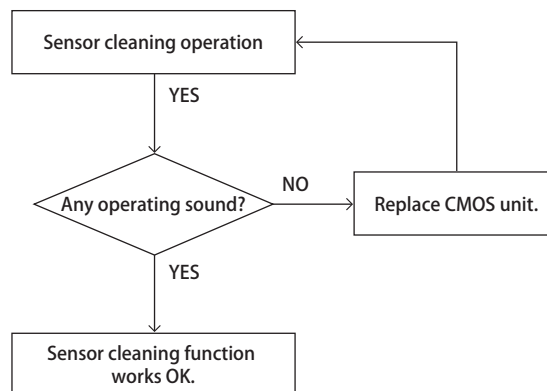 Sensor cleaning operation
YES
Any operating sound?
NO
Replace CMOS unit.
YES
Sensor cleaning function
works OK.